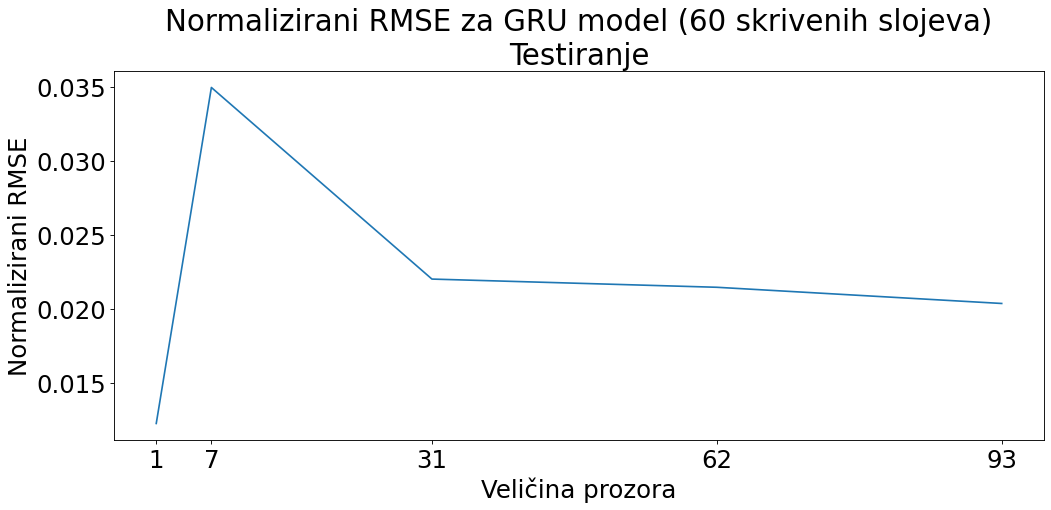 Normalizirani RMSE za GRU model (60 skrivenih slojeva)
Testiranje
Normalizirani RMSE
0.035
0.030
0.025
0.020
0.015
1 7 31 62 93
Veličina prozora